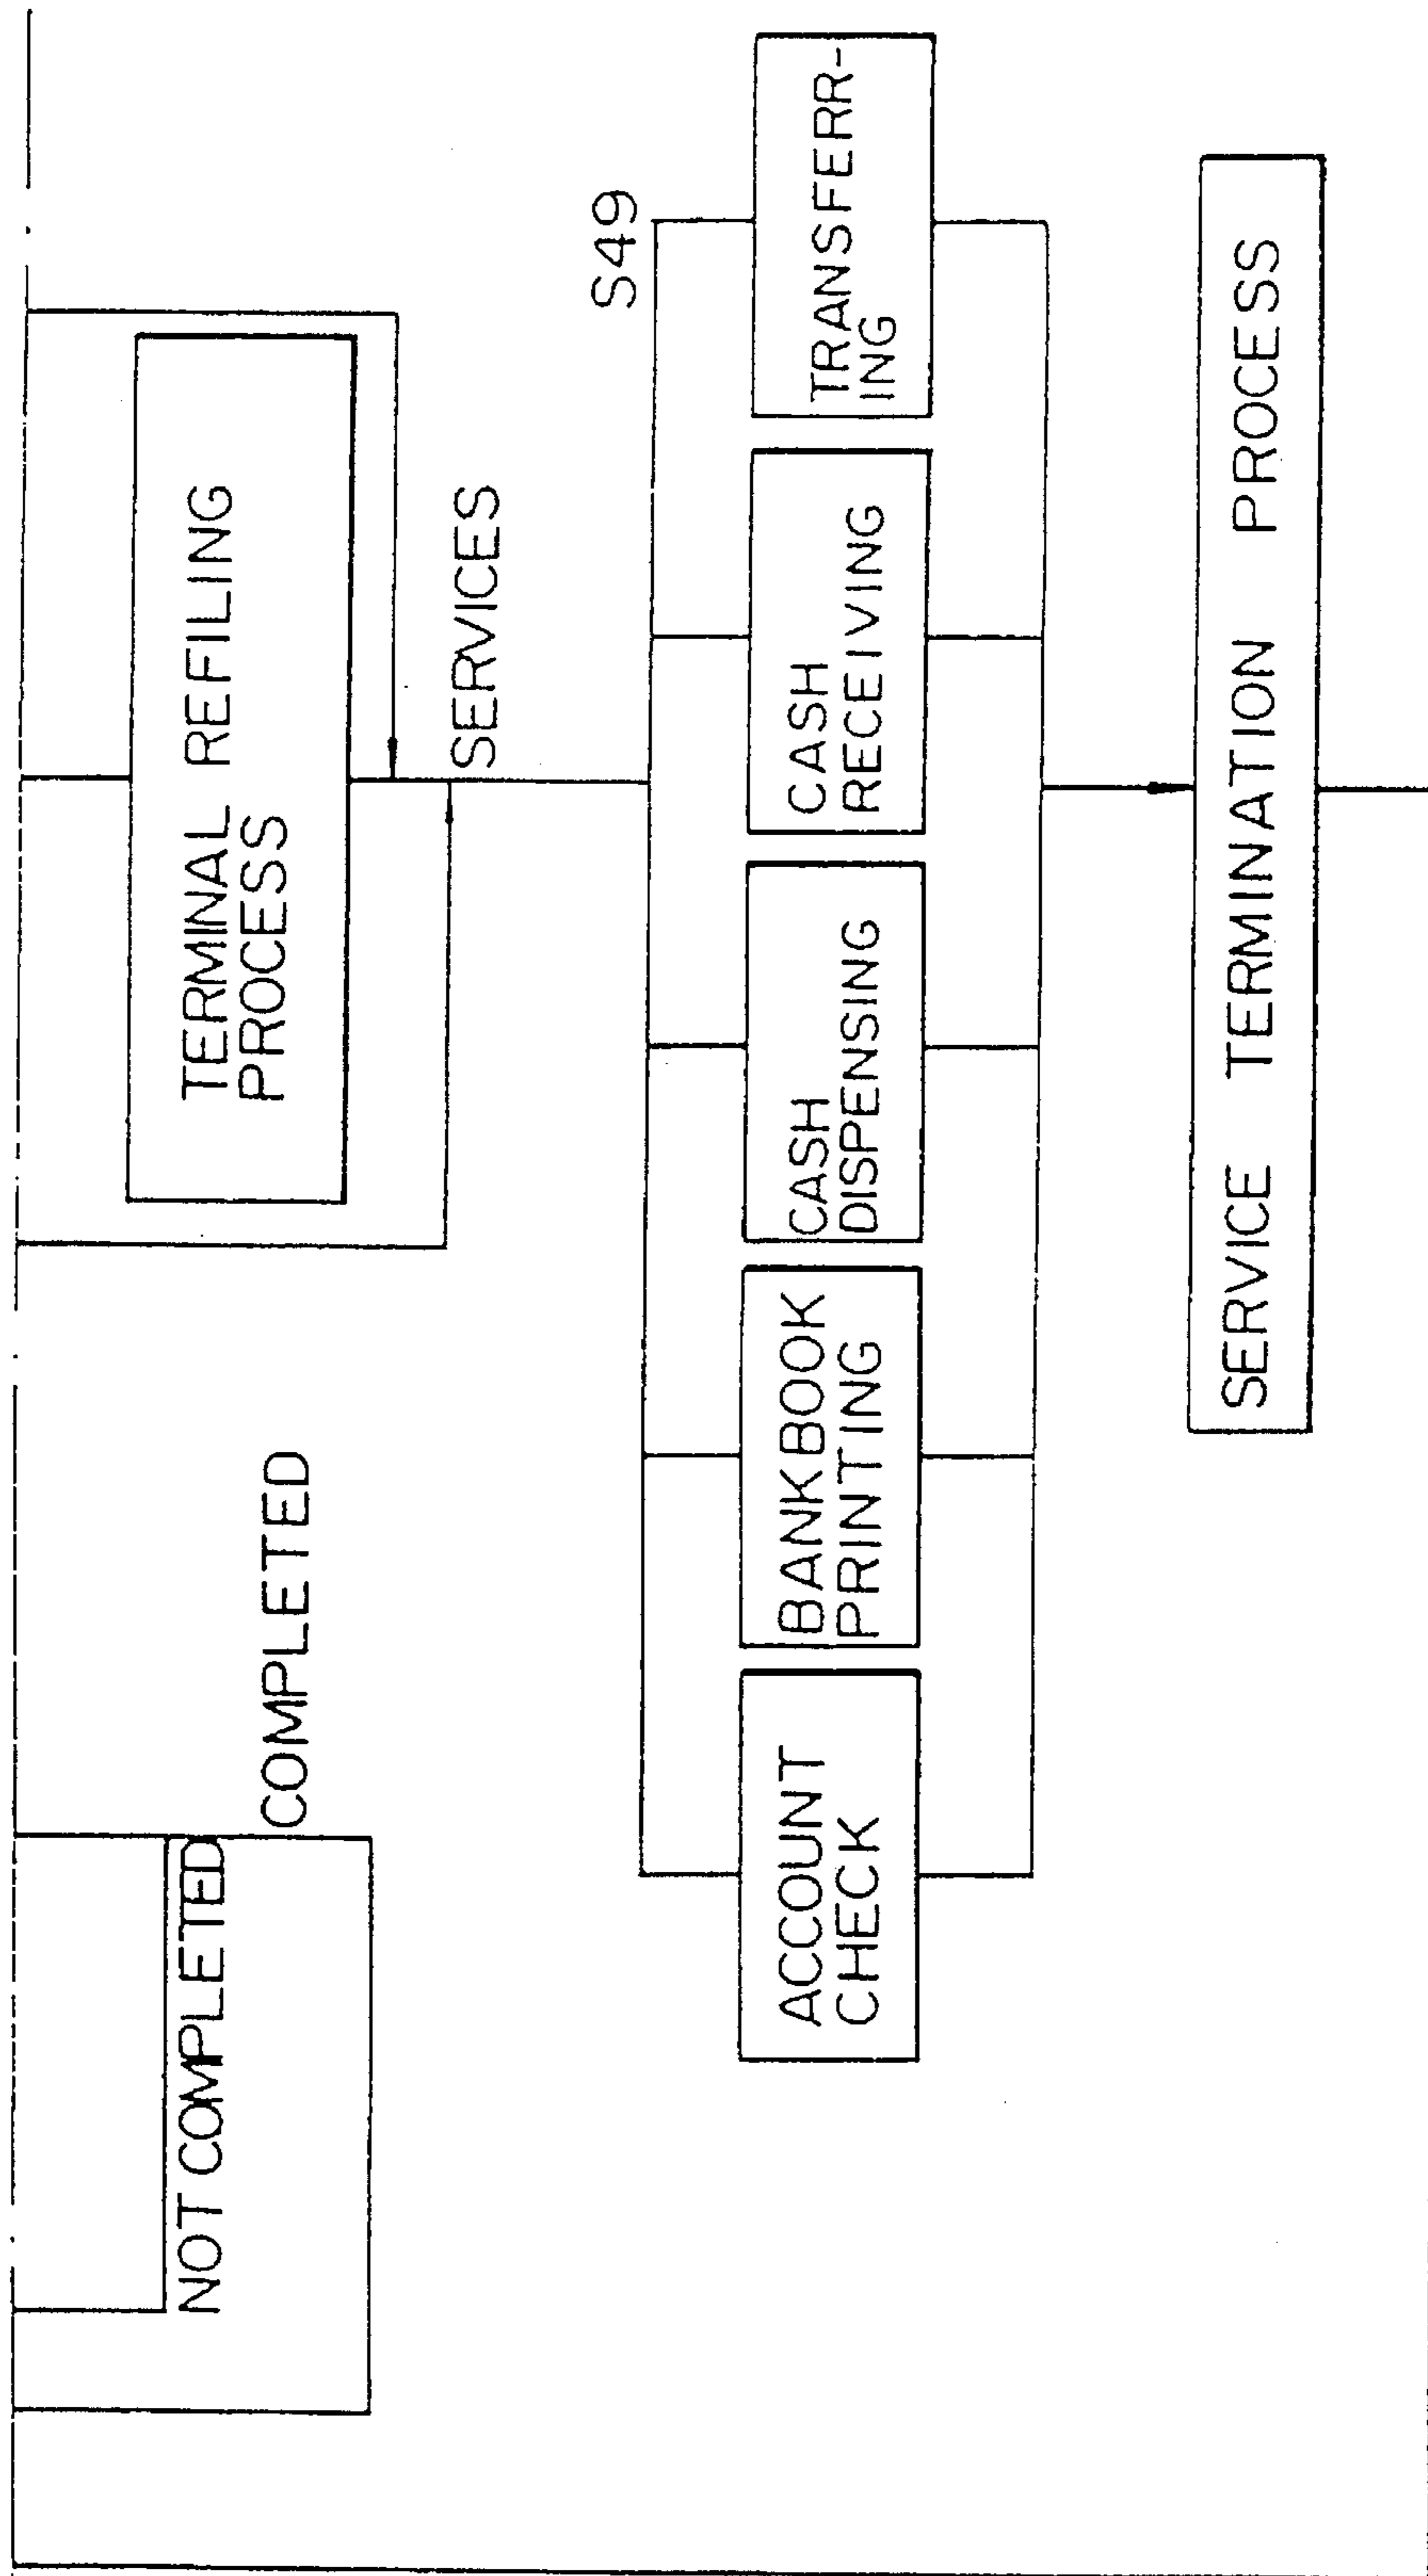 TERMINAL REFILING
PROCESS
NOT COMPLETED
COMPLETED
SERVICES
S49
ACCOUNT
CHECK
BANKBOOK
PRINTING
CASH
DISPENSING
CASH
RECEIVING
TRANSFERR-
ING
SERVICE TERMINATION PROCESS